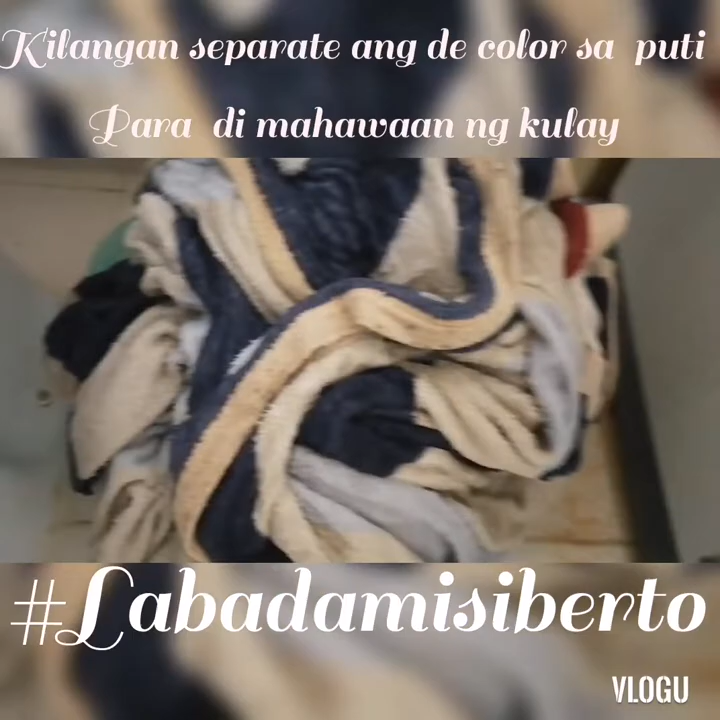 Kilangan separate ang de color sa puti
Para di mahawaan ng kulay
#Labadamisiberto
VLOGU